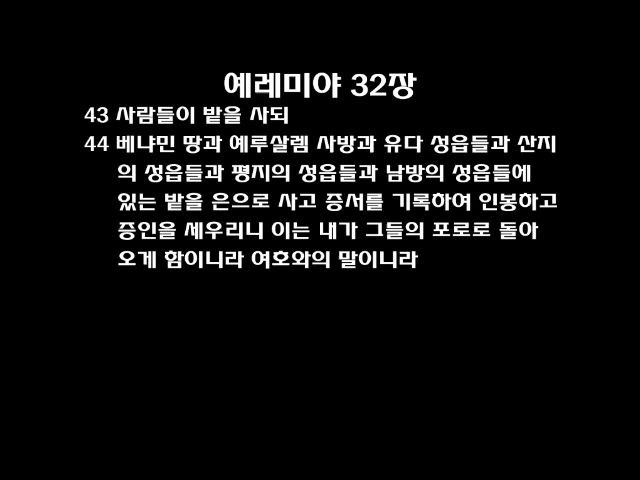 예레미야 32장
43 사람들이 밭을 사되
44 베냐민 땅과 예루살렘 사방과 유다 성읍들과 산지
의 성읍들과 평지의 성읍들과 남방의 성읍들에
있는 밭을 은으로 사고 증서를 기록하여 인봉하고
증인을 세우리니 이는 내가 그들의 포로로 돌아
오게 함이니라 여호와의 말이니라